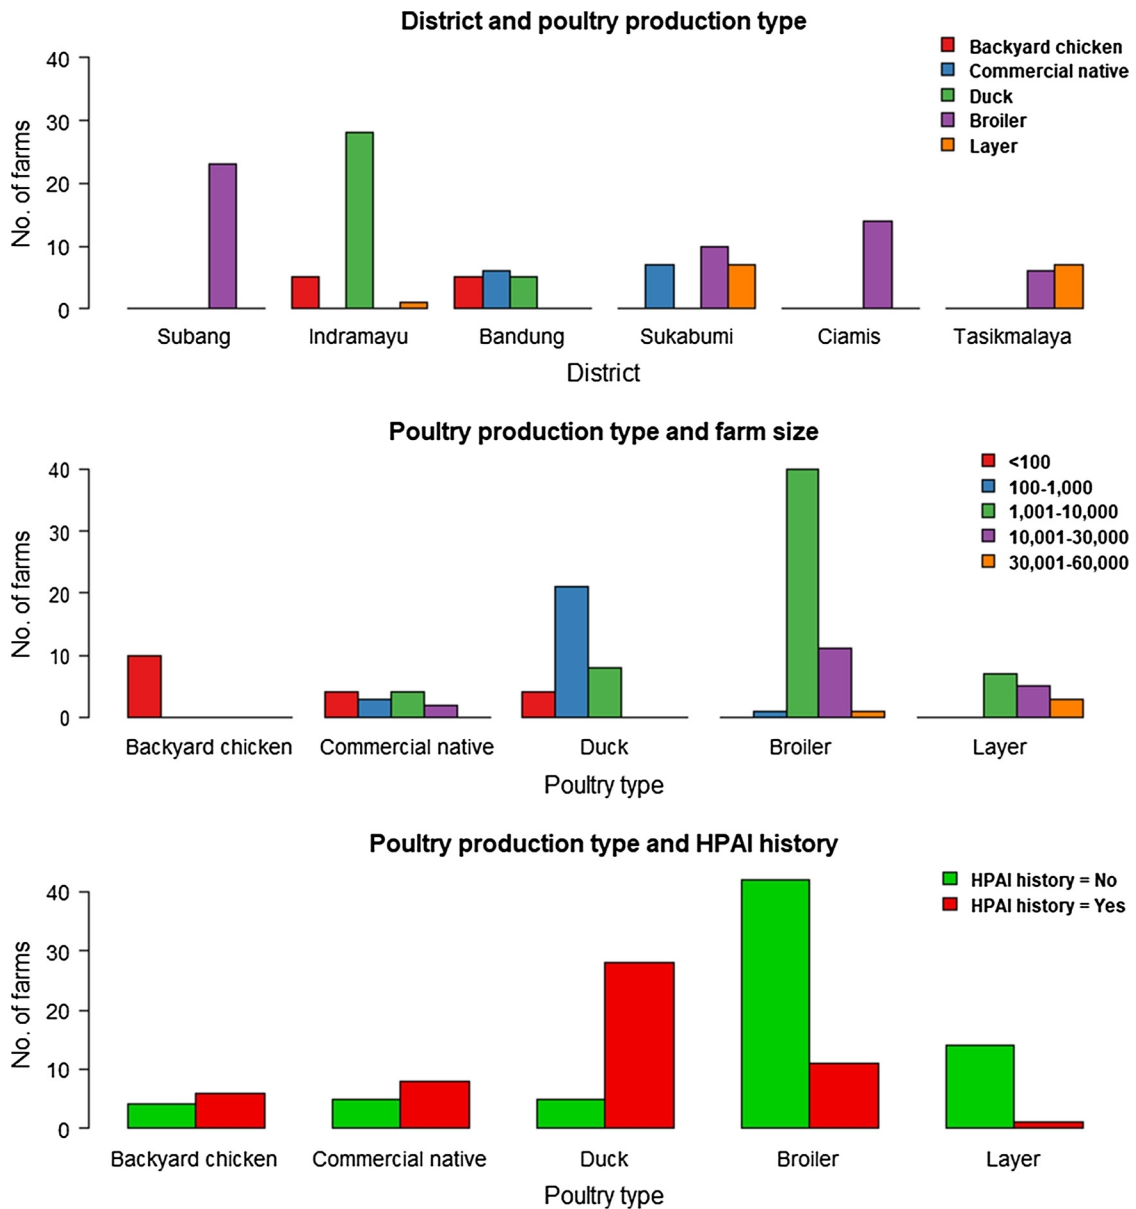 District and poultry production type
Backyard chicken
Commercial native
Duck
Broiler
Layer
No. of farms
40
30
20
10
0
Subang
Indramayu
Bandung
Sukabumi
Ciamis
Tasikmalaya
District
Poultry production type and farm size
<100
100-1,000
1,001-10,000
10,001-30,000
30,001-60,000
No. of farms
40
30
20
10
0
Backyard chicken
Commercial native
Duck
Broiler
Layer
Poultry type
Poultry production type and HPAI history
HPAI history = No
HPAI history = Yes
No. of farms
40
30
20
10
0
Backyard chicken
Commercial native
Duck
Broiler
Layer
Poultry type